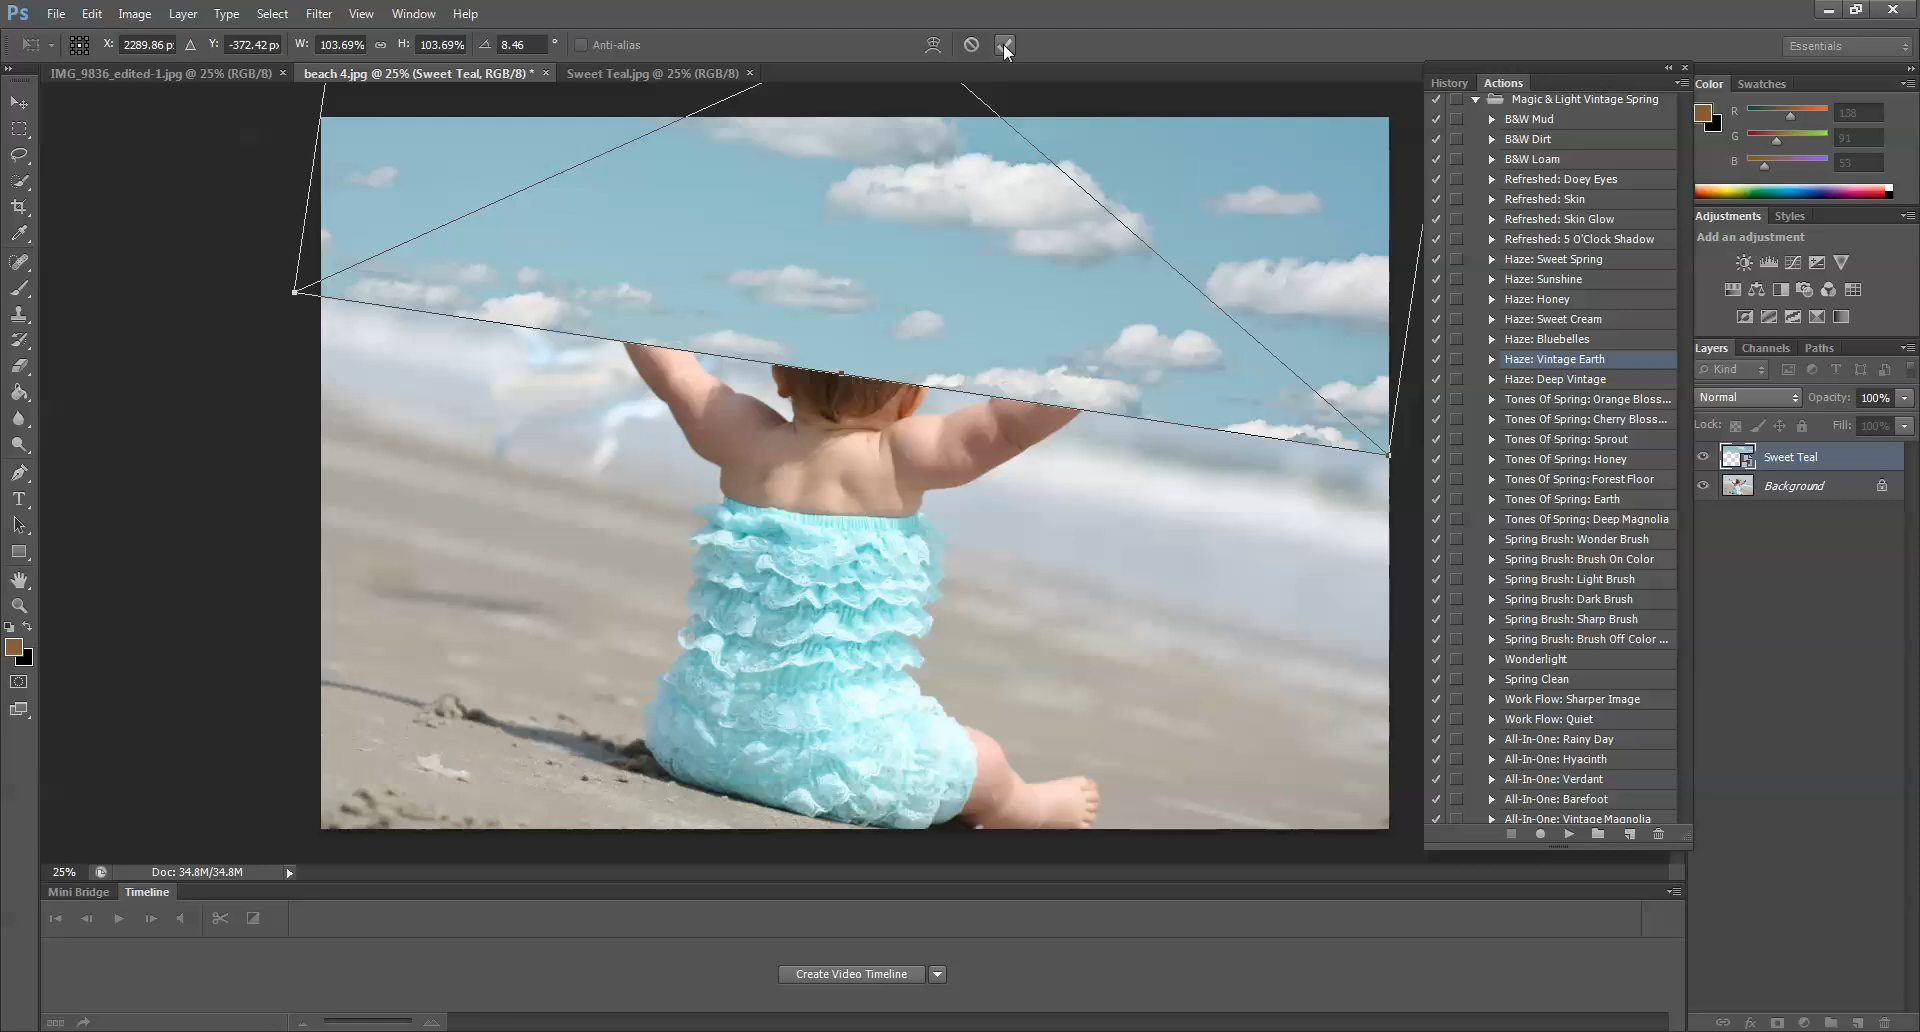 Ps File Edit Image Layer Type Select Filter View Window Help
X: 2289.86 p Y: -372.42 px W: 103.69% H: 103.69% 8.46 ° Anti-alias Essentials
IMG_9836_edited-1.jpg @ 25% (RGB/8) × beach 4.jpg @ 25% (Sweet Teal, RGB/8) * × Sweet Teal.jpg @ 25% (RGB/8) ×
History Actions
Magic & Light Vintage Spring
B&W Mud
B&W Dirt
B&W Loam
Refreshed: Doey Eyes
Refreshed: Skin
Refreshed: Skin Glow
Refreshed: 5 O'Clock Shadow
Haze: Sweet Spring
Haze: Sunshine
Haze: Honey
Haze: Sweet Cream
Haze: Bluebelles
Haze: Vintage Earth
Haze: Deep Vintage
Tones Of Spring: Orange Bloss...
Tones Of Spring: Cherry Bloss...
Tones Of Spring: Sprout
Tones Of Spring: Honey
Tones Of Spring: Forest Floor
Tones Of Spring: Earth
Tones Of Spring: Deep Magnolia
Spring Brush: Wonder Brush
Spring Brush: Brush On Color
Spring Brush: Light Brush
Spring Brush: Dark Brush
Spring Brush: Sharp Brush
Spring Brush: Brush Off Color ...
Wonderlight
Spring Clean
Work Flow: Sharper Image
Work Flow: Quiet
All-In-One: Rainy Day
All-In-One: Hyacinth
All-In-One: Verdant
All-In-One: Barefoot
All-In-One: Vintage Magnolia
Color Swatches
R 138
G 91
B 53
Adjustments Styles
Add an adjustment
Layers Channels Paths
Kind
Normal Opacity: 100%
Lock: Fill: 100%
Sweet Teal
Background
25% Doc: 34.8M/34.8M
Mini Bridge Timeline
Create Video Timeline